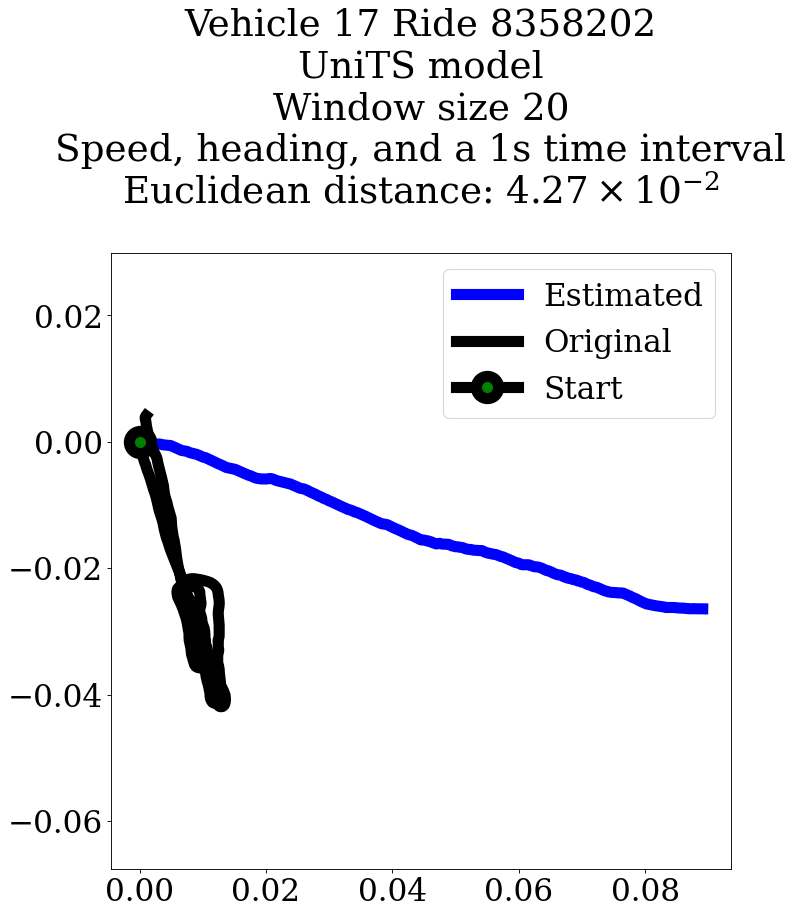 Vehicle 17 Ride 8358202
UniTS model
Window size 20
Speed, heading, and a 1s time interval
Euclidean distance: 4.27 × 10⁻²
Estimated
Original
Start
0.02
0.00
−0.02
−0.04
−0.06
0.00 0.02 0.04 0.06 0.08